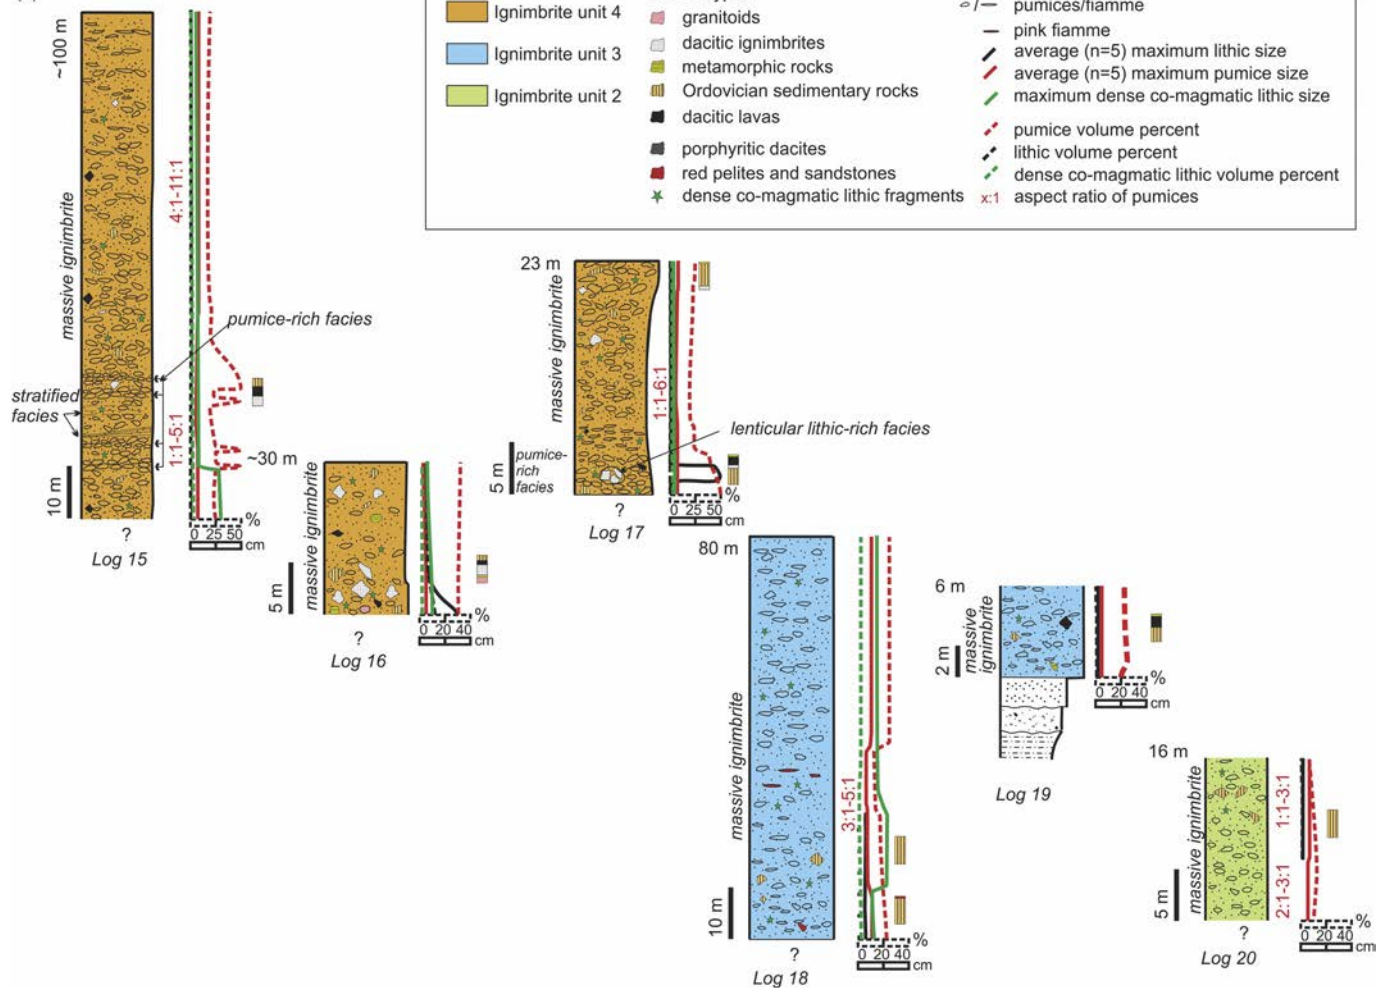 Ignimbrite unit 4
Ignimbrite unit 3
Ignimbrite unit 2
granitoids
dacitic ignimbrites
metamorphic rocks
Ordovician sedimentary rocks
dacitic lavas
porphyritic dacites
red pelites and sandstones
dense co-magmatic lithic fragments
pumices/fiamme
pink fiamme
average (n=5) maximum lithic size
average (n=5) maximum pumice size
maximum dense co-magmatic lithic size
pumice volume percent
lithic volume percent
dense co-magmatic lithic volume percent
x:1 aspect ratio of pumices
~100 m
massive ignimbrite
4:1-11:1
pumice-rich facies
stratified
facies
1:1-5:1
10 m
?
Log 15
%
0 25 50
cm
~30 m
massive ignimbrite
5 m
?
Log 16
%
0 20 40
cm
23 m
massive ignimbrite
1:1-6:1
lenticular lithic-rich facies
5 m
pumice-
rich
facies
?
Log 17
%
0 25 50
cm
80 m
massive ignimbrite
3:1-5:1
10 m
?
Log 18
%
0 20 40
cm
6 m
massive
ignimbrite
2 m
%
0 20 40
cm
Log 19
16 m
massive ignimbrite
1:1-3:1
2:1-3:1
5 m
?
Log 20
%
0 20 40
cm